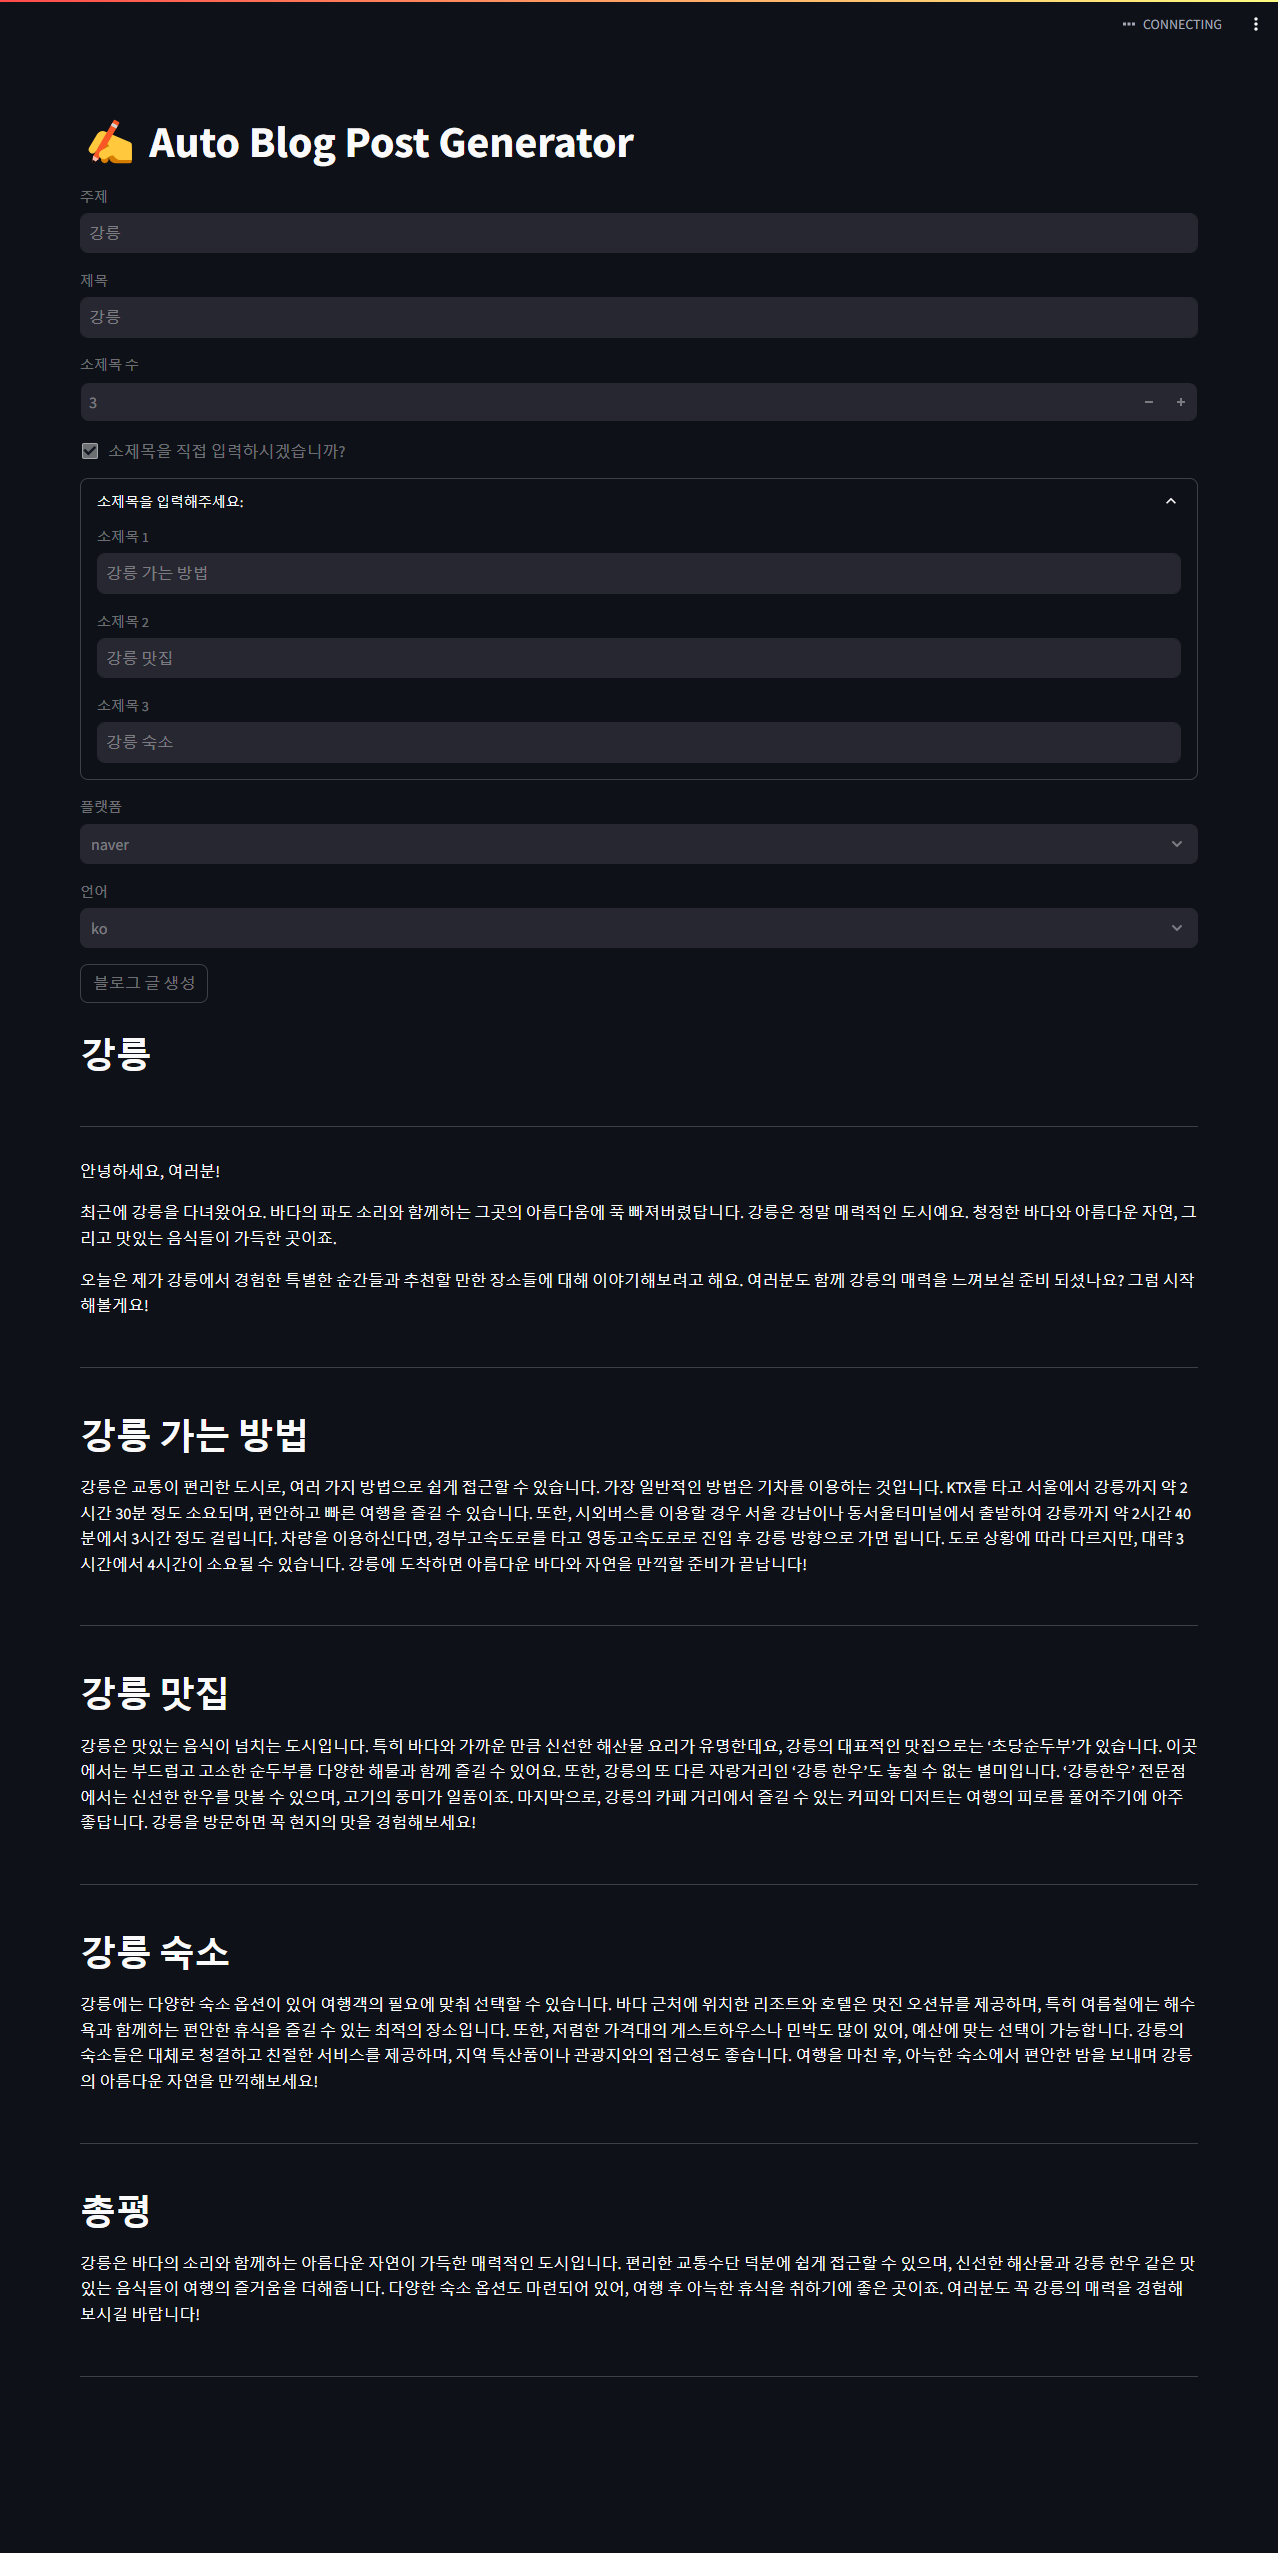 CONNECTING
✍️ Auto Blog Post Generator
주제
강릉
제목
강릉
소제목 수
3
소제목을 직접 입력하시겠습니까?
소제목을 입력해주세요:
소제목 1
강릉 가는 방법
소제목 2
강릉 맛집
소제목 3
강릉 숙소
플랫폼
naver
언어
ko
블로그 글 생성
강릉
안녕하세요, 여러분!
최근에 강릉을 다녀왔어요. 바다의 파도 소리와 함께하는 그곳의 아름다움에 푹 빠져버렸답니다. 강릉은 정말 매력적인 도시예요. 청정한 바다와 아름다운 자연, 그
리고 맛있는 음식들이 가득한 곳이죠.
오늘은 제가 강릉에서 경험한 특별한 순간들과 추천할 만한 장소들에 대해 이야기해보려고 해요. 여러분도 함께 강릉의 매력을 느껴보실 준비 되셨나요? 그럼 시작
해볼게요!
강릉 가는 방법
강릉은 교통이 편리한 도시로, 여러 가지 방법으로 쉽게 접근할 수 있습니다. 가장 일반적인 방법은 기차를 이용하는 것입니다. KTX를 타고 서울에서 강릉까지 약 2
시간 30분 정도 소요되며, 편안하고 빠른 여행을 즐길 수 있습니다. 또한, 시외버스를 이용할 경우 서울 강남이나 동서울터미널에서 출발하여 강릉까지 약 2시간 40
분에서 3시간 정도 걸립니다. 차량을 이용하신다면, 경부고속도로를 타고 영동고속도로로 진입 후 강릉 방향으로 가면 됩니다. 도로 상황에 따라 다르지만, 대략 3
시간에서 4시간이 소요될 수 있습니다. 강릉에 도착하면 아름다운 바다와 자연을 만끽할 준비가 끝납니다!
강릉 맛집
강릉은 맛있는 음식이 넘치는 도시입니다. 특히 바다와 가까운 만큼 신선한 해산물 요리가 유명한데요, 강릉의 대표적인 맛집으로는 ‘초당순두부’가 있습니다. 이곳
에서는 부드럽고 고소한 순두부를 다양한 해물과 함께 즐길 수 있어요. 또한, 강릉의 또 다른 자랑거리인 ‘강릉 한우’도 놓칠 수 없는 별미입니다. ‘강릉한우’ 전문점
에서는 신선한 한우를 맛볼 수 있으며, 고기의 풍미가 일품이죠. 마지막으로, 강릉의 카페 거리에서 즐길 수 있는 커피와 디저트는 여행의 피로를 풀어주기에 아주
좋답니다. 강릉을 방문하면 꼭 현지의 맛을 경험해보세요!
강릉 숙소
강릉에는 다양한 숙소 옵션이 있어 여행객의 필요에 맞춰 선택할 수 있습니다. 바다 근처에 위치한 리조트와 호텔은 멋진 오션뷰를 제공하며, 특히 여름철에는 해수
욕과 함께하는 편안한 휴식을 즐길 수 있는 최적의 장소입니다. 또한, 저렴한 가격대의 게스트하우스나 민박도 많이 있어, 예산에 맞는 선택이 가능합니다. 강릉의
숙소들은 대체로 청결하고 친절한 서비스를 제공하며, 지역 특산품이나 관광지와의 접근성도 좋습니다. 여행을 마친 후, 아늑한 숙소에서 편안한 밤을 보내며 강릉
의 아름다운 자연을 만끽해보세요!
총평
강릉은 바다의 소리와 함께하는 아름다운 자연이 가득한 매력적인 도시입니다. 편리한 교통수단 덕분에 쉽게 접근할 수 있으며, 신선한 해산물과 강릉 한우 같은 맛
있는 음식들이 여행의 즐거움을 더해줍니다. 다양한 숙소 옵션도 마련되어 있어, 여행 후 아늑한 휴식을 취하기에 좋은 곳이죠. 여러분도 꼭 강릉의 매력을 경험해
보시길 바랍니다!